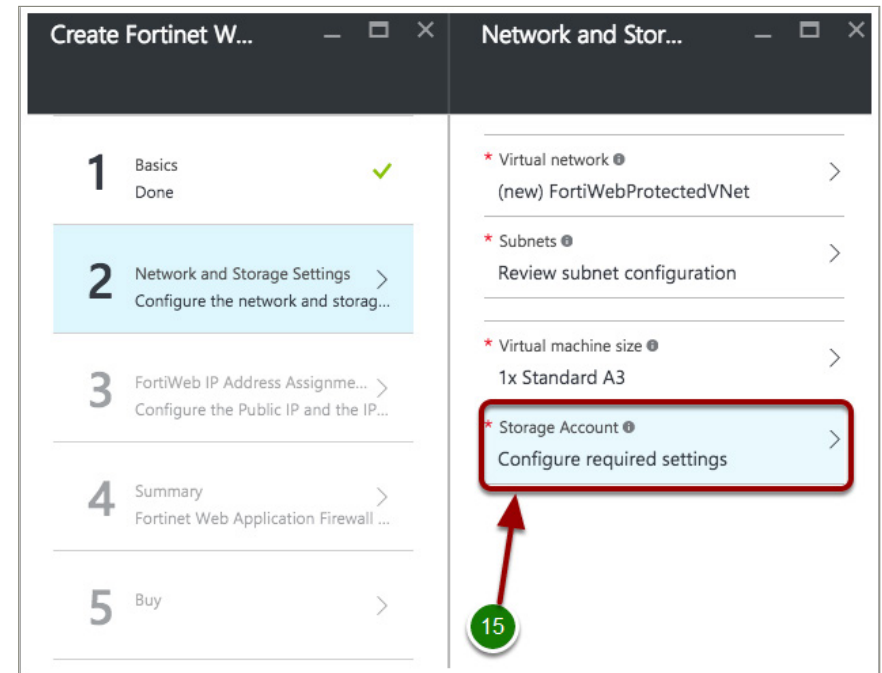 Create Fortinet W...
1
Basics
Done
2
Network and Storage Settings
Configure the network and storag...
3
FortiWeb IP Address Assignme...
Configure the Public IP and the IP...
4
Summary
Fortinet Web Application Firewall ...
5
Buy
Network and Stor...
* Virtual network
(new) FortiWebProtectedVNet
* Subnets
Review subnet configuration
* Virtual machine size
1x Standard A3
* Storage Account
Configure required settings
15